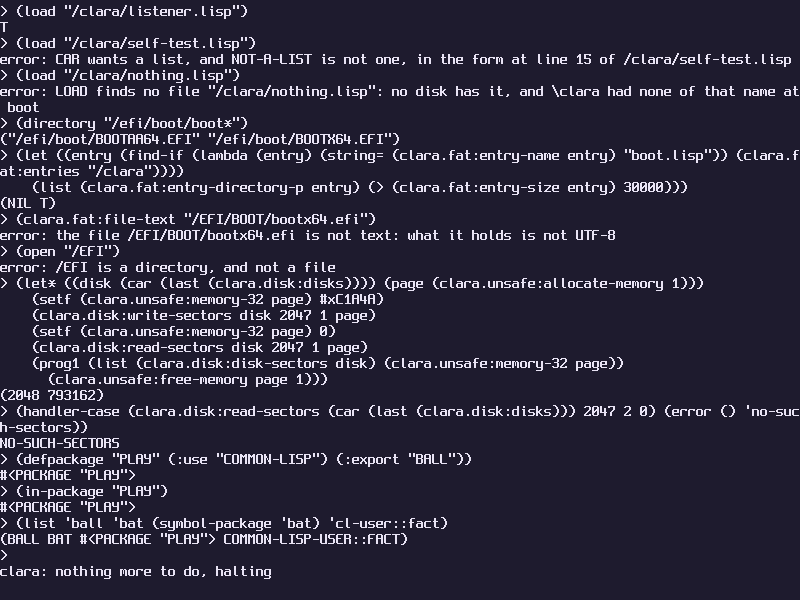 > (load "/clara/listener.lisp")
T
> (load "/clara/self-test.lisp")
error: CAR wants a list, and NOT-A-LIST is not one, in the form at line 15 of /clara/self-test.lisp
> (load "/clara/nothing.lisp")
error: LOAD finds no file "/clara/nothing.lisp": no disk has it, and \clara had none of that name at
 boot
> (directory "/efi/boot/boot*")
("/efi/boot/BOOTAA64.EFI" "/efi/boot/BOOTX64.EFI")
> (let ((entry (find-if (lambda (entry) (string= (clara.fat:entry-name entry) "boot.lisp")) (clara.f
at:entries "/clara"))))
    (list (clara.fat:entry-directory-p entry) (> (clara.fat:entry-size entry) 30000)))
(NIL T)
> (clara.fat:file-text "/EFI/BOOT/bootx64.efi")
error: the file /EFI/BOOT/bootx64.efi is not text: what it holds is not UTF-8
> (open "/EFI")
error: /EFI is a directory, and not a file
> (let* ((disk (car (last (clara.disk:disks)))) (page (clara.unsafe:allocate-memory 1)))
    (setf (clara.unsafe:memory-32 page) #xC1A4A)
    (clara.disk:write-sectors disk 2047 1 page)
    (setf (clara.unsafe:memory-32 page) 0)
    (clara.disk:read-sectors disk 2047 1 page)
    (prog1 (list (clara.disk:disk-sectors disk) (clara.unsafe:memory-32 page))
      (clara.unsafe:free-memory page 1)))
(2048 793162)
> (handler-case (clara.disk:read-sectors (car (last (clara.disk:disks))) 2047 2 0) (error () 'no-suc
h-sectors))
NO-SUCH-SECTORS
> (defpackage "PLAY" (:use "COMMON-LISP") (:export "BALL"))
#<PACKAGE "PLAY">
> (in-package "PLAY")
#<PACKAGE "PLAY">
> (list 'ball 'bat (symbol-package 'bat) 'cl-user::fact)
(BALL BAT #<PACKAGE "PLAY"> COMMON-LISP-USER::FACT)
>
clara: nothing more to do, halting